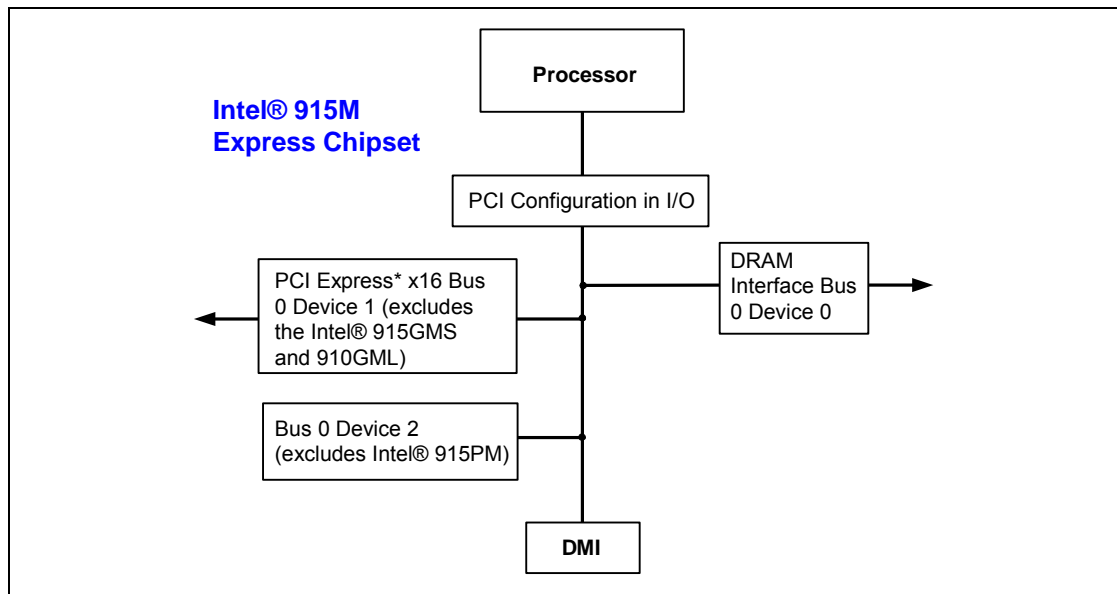 Processor
Intel® 915M
Express Chipset
PCI Configuration in I/O
PCI Express* x16 Bus
0 Device 1 (excludes
the Intel® 915GMS
and 910GML)
DRAM
Interface Bus
0 Device 0
Bus 0 Device 2
(excludes Intel® 915PM)
DMI